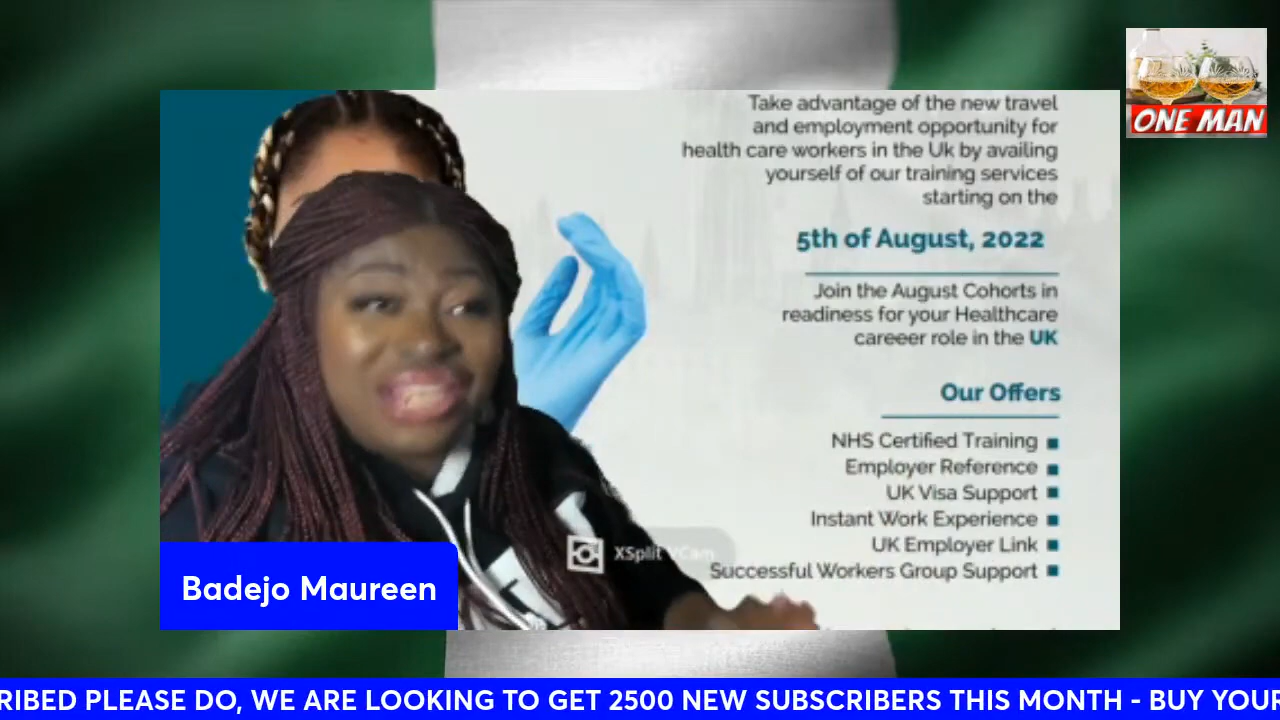 ONE MAN
Take advantage of the new travel
and employment opportunity for
health care workers in the Uk by availing
yourself of our training services
starting on the
5th of August, 2022
Join the August Cohorts in
readiness for your Healthcare
careeer role in the UK
Our Offers
NHS Certified Training
Employer Reference
UK Visa Support
Instant Work Experience
UK Employer Link
Successful Workers Group Support
XSplit VCam
Badejo Maureen
RIBED PLEASE DO, WE ARE LOOKING TO GET 2500 NEW SUBSCRIBERS THIS MONTH - BUY YOUR